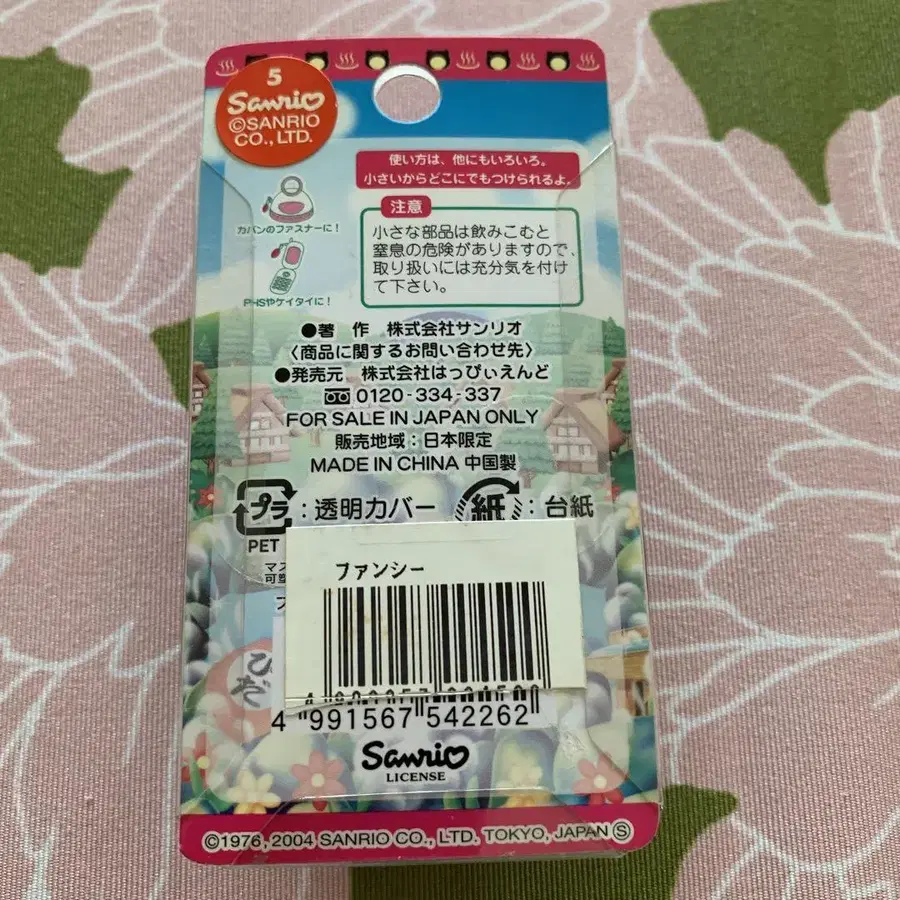 5
Sanrio
©SANRIO
CO., LTD.
使い方は、他にもいろいろ。
小さいからどこにでもつけられるよ。
カバンのファスナーに！
PHSやケイタイに！
注意
小さな部品は飲みこむと
窒息の危険がありますので、
取り扱いには充分気を付け
て下さい。
●著 作 株式会社サンリオ
〈商品に関するお問い合わせ先〉
●発売元 株式会社はっぴぃえんど
0120-334-337
FOR SALE IN JAPAN ONLY
販売地域：日本限定
MADE IN CHINA 中国製
プラ：透明カバー 紙：台紙
PET
ファンシー
4 991567 542262
Sanrio
LICENSE
©1976, 2004 SANRIO CO., LTD. TOKYO, JAPAN Ⓢ